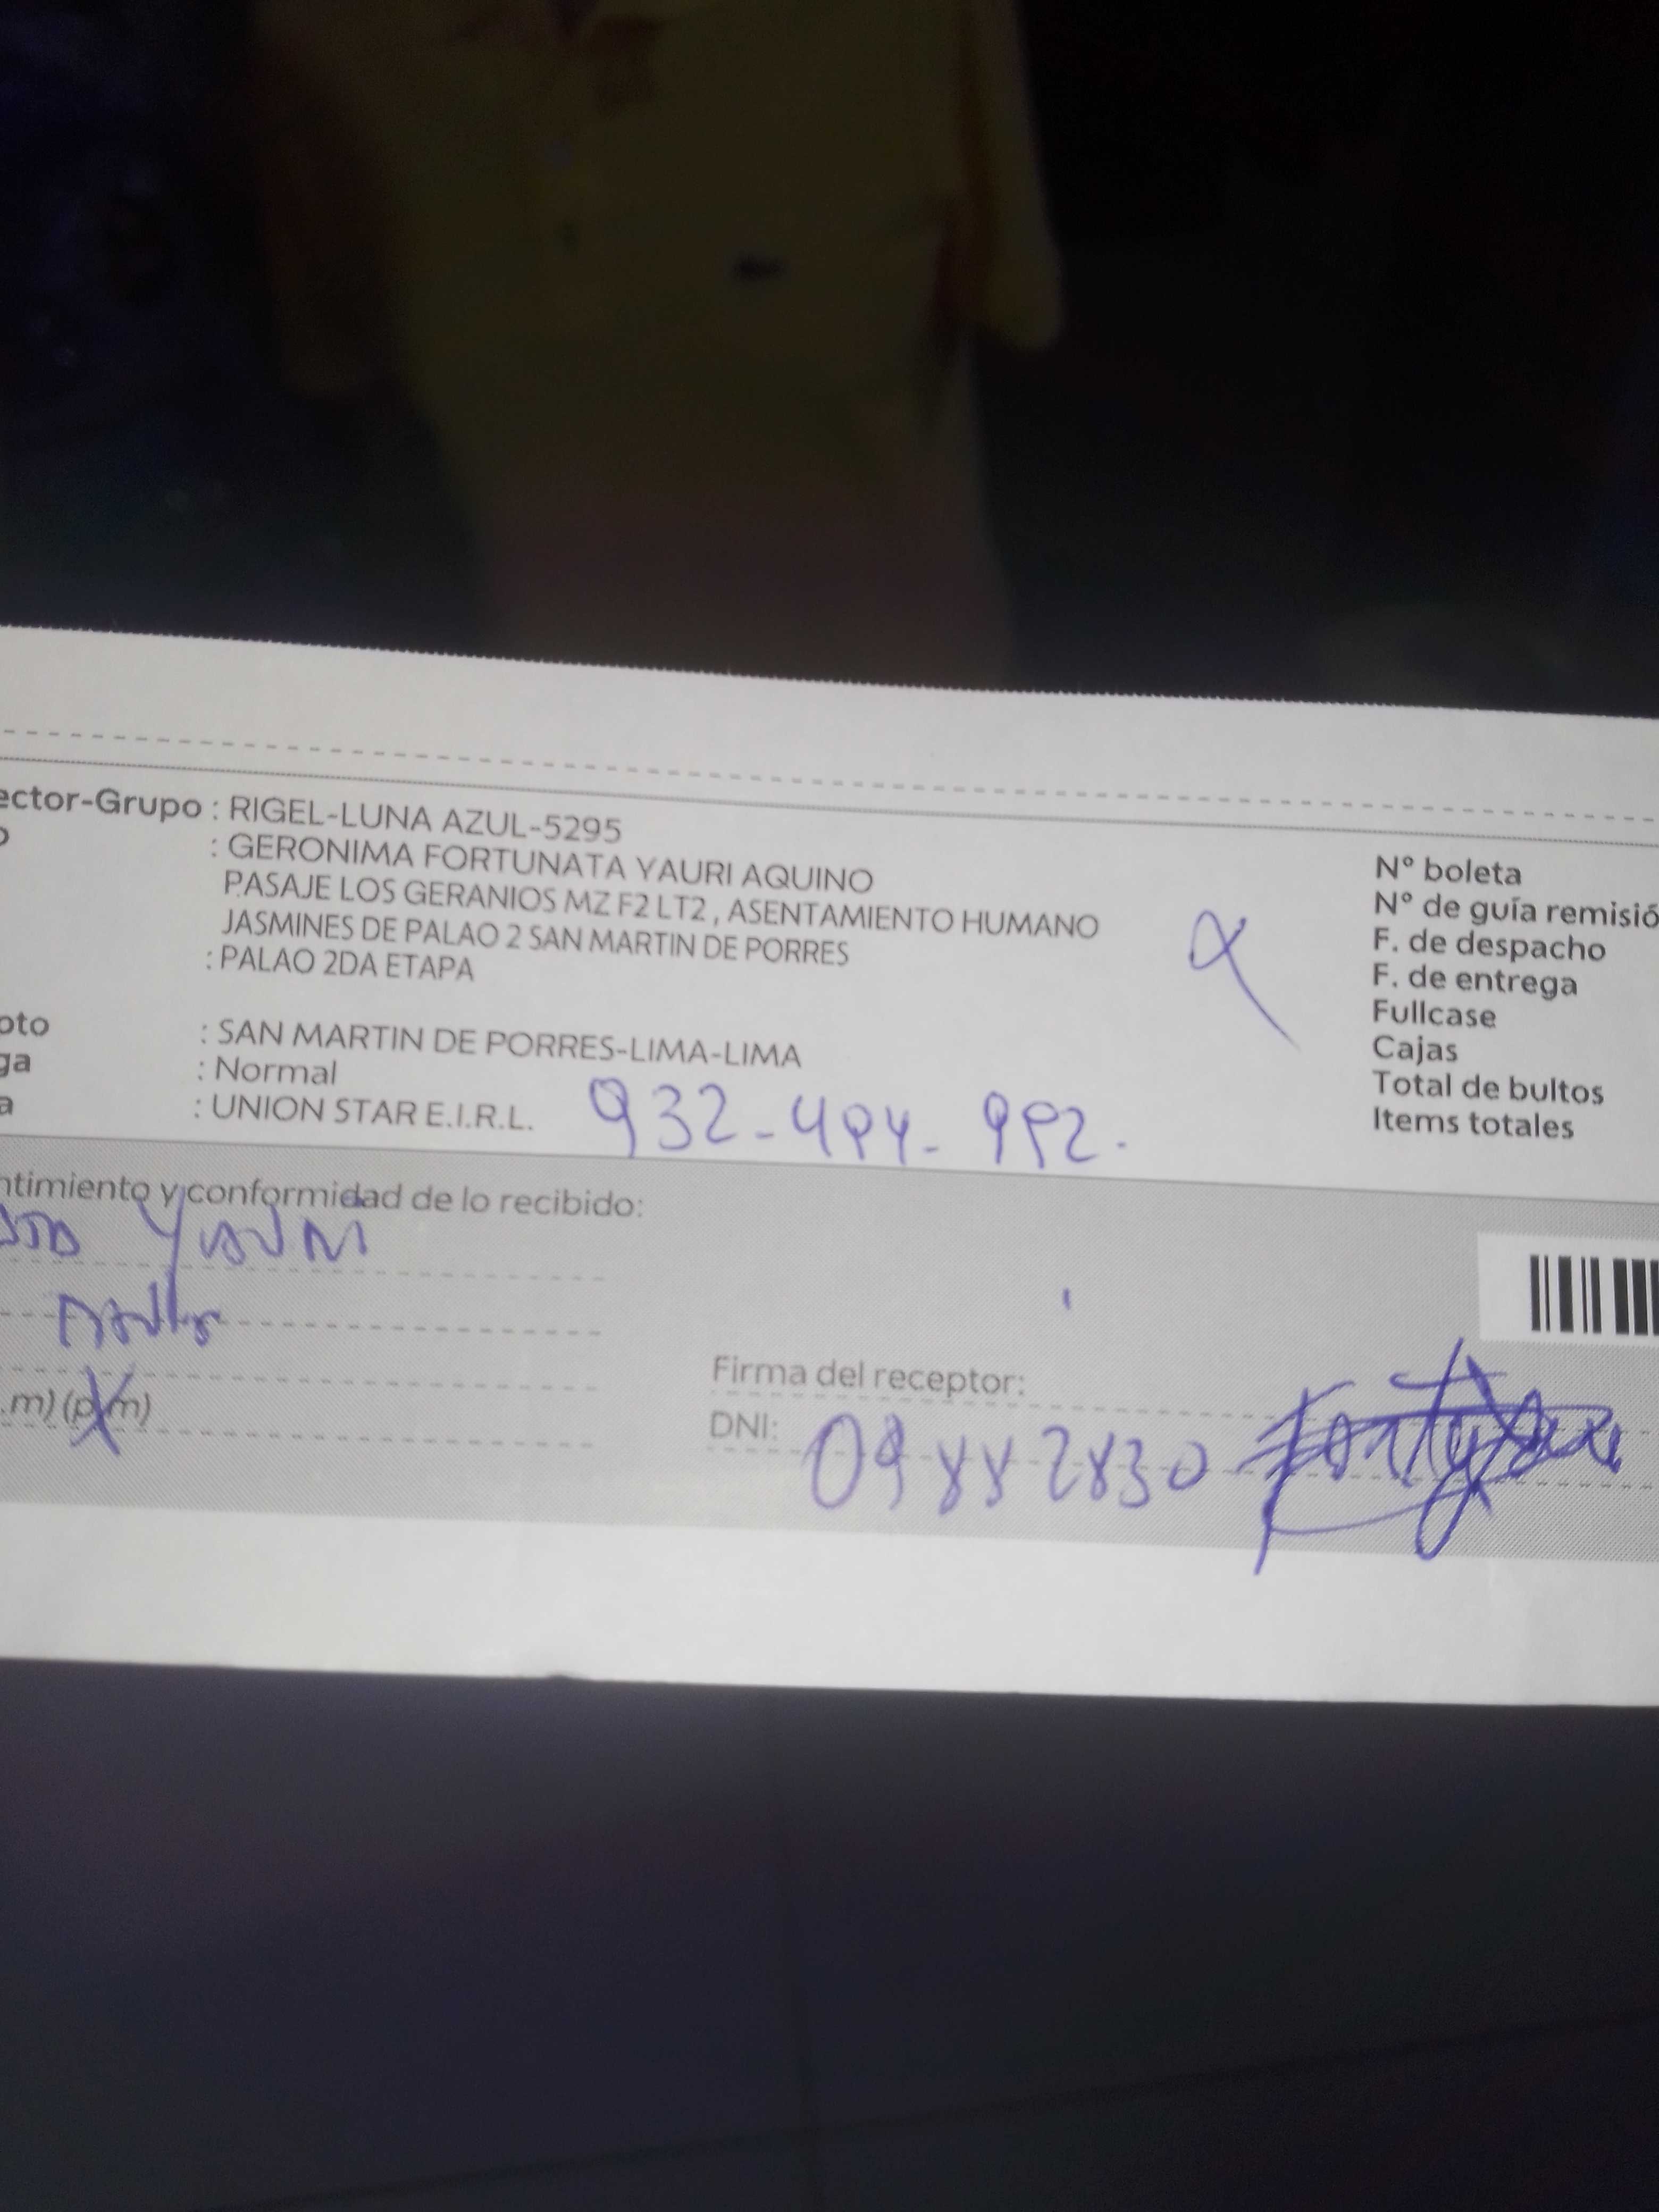 ector-Grupo : RIGEL-LUNA AZUL-5295
o : GERONIMA FORTUNATA YAURI AQUINO
PASAJE LOS GERANIOS MZ F2 LT2 , ASENTAMIENTO HUMANO
JASMINES DE PALAO 2 SAN MARTIN DE PORRES
: PALAO 2DA ETAPA
pto : SAN MARTIN DE PORRES-LIMA-LIMA
ga : Normal
a : UNION STAR E.I.R.L.
932-494-992.
N° boleta
N° de guía remisió
F. de despacho
F. de entrega
Fullcase
Cajas
Total de bultos
Items totales
ntimiento y conformidad de lo recibido:
.m) (p.m)
Firma del receptor:
DNI: 09882830